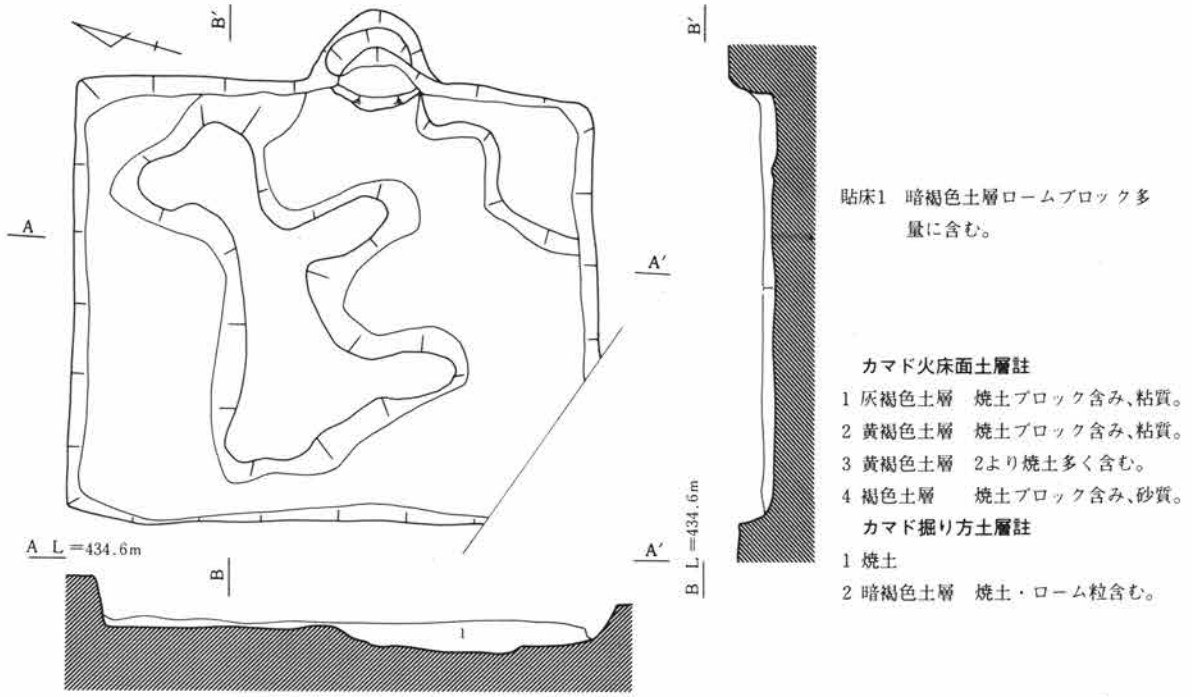 B′
B′
A
A′
貼床1 暗褐色土層ロームブロック多
量に含む。
カマド火床面土層註
1 灰褐色土層 焼土ブロック含み、粘質。
2 黄褐色土層 焼土ブロック含み、粘質。
3 黄褐色土層 2より焼土多く含む。
4 褐色土層 焼土ブロック含み、砂質。
カマド掘り方土層註
1 焼土
2 暗褐色土層 焼土・ローム粒含む。
A L=434.6m
B
A′
B L=434.6m
1
1